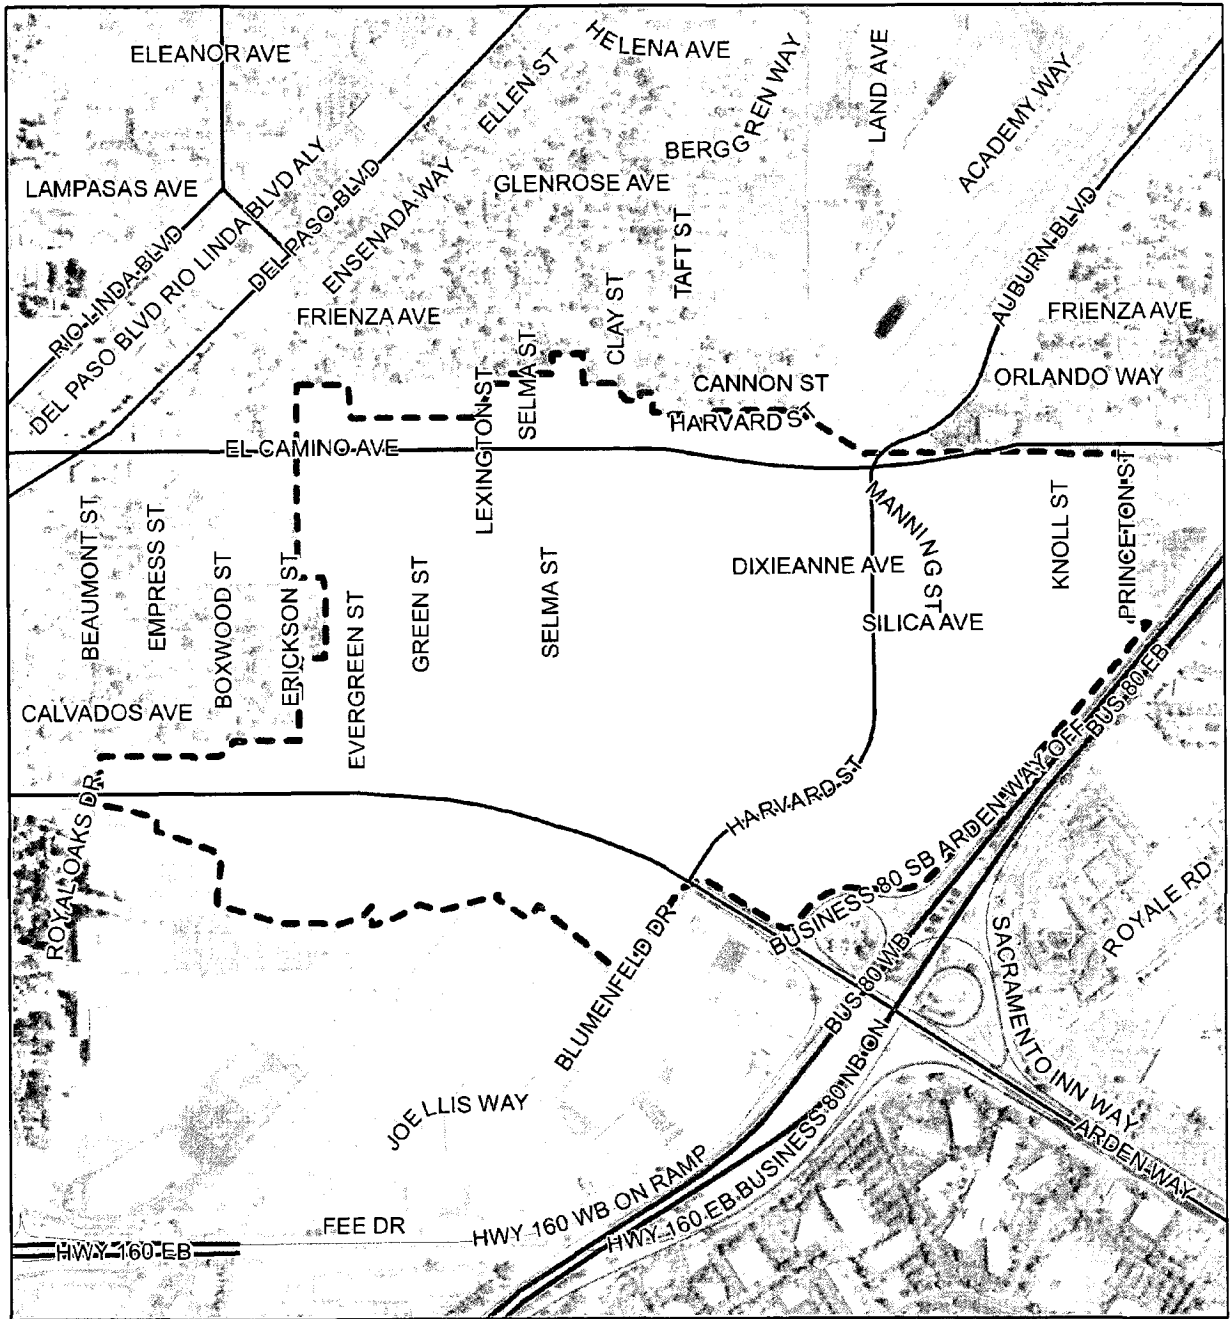 ELEANOR AVE
HELENA AVE
ELLEN ST
BERGGREN WAY
LAND AVE
ACADEMY WAY
LAMPASAS AVE
GLENROSE AVE
RIO LINDA BLVD
DEL PASO BLVD RIO LINDA BLVD ALY
DEL PASO BLVD
ENSENADA WAY
TAFT ST
AUBURN BLVD
FRIENZA AVE
CLAY ST
FRIENZA AVE
SELMA ST
CANNON ST
ORLANDO WAY
HARVARD ST
LEXINGTON ST
EL CAMINO AVE
BEAUMONT ST
EMPRESS ST
BOXWOOD ST
ERICKSON ST
EVERGREEN ST
GREEN ST
SELMA ST
DIXIEANNE AVE
MANNING ST
SILICA AVE
KNOLL ST
PRINCETON ST
CALVADOS AVE
BUS 80 EB
ROYAL OAKS DR
HARVARD ST
BUSINESS 80 SB ARDEN WAY OFF
ROYALE RD
BLUMENFELD DR
BUS 80 WB
SACRAMENTO INN WAY
JOE LLIS WAY
ARDEN WAY
FEE DR
HWY 160 WB ON RAMP
HWY 160 EB BUSINESS 80 NB ON
HWY 160 EB